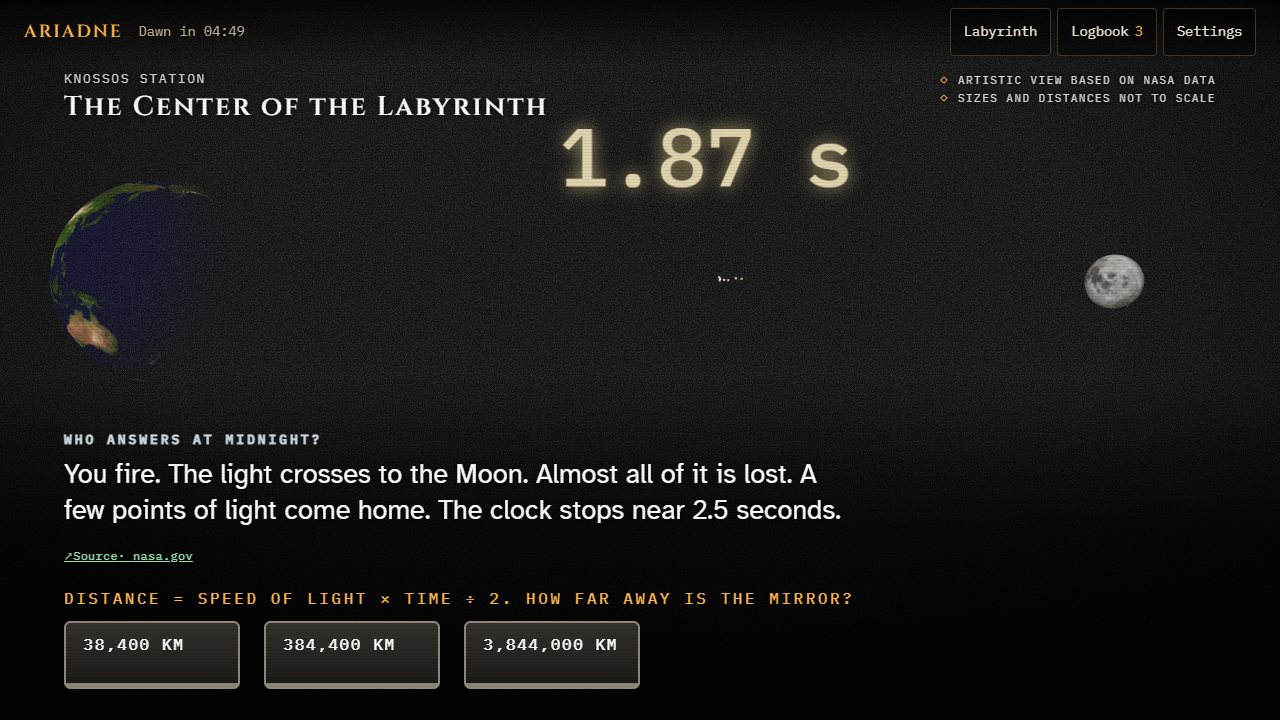 ARIADNE Dawn in 04:49 Labyrinth Logbook 3 Settings
KNOSSOS STATION
THE CENTER OF THE LABYRINTH
◇ ARTISTIC VIEW BASED ON NASA DATA
◇ SIZES AND DISTANCES NOT TO SCALE
1.87 s
WHO ANSWERS AT MIDNIGHT?
You fire. The light crosses to the Moon. Almost all of it is lost. A
few points of light come home. The clock stops near 2.5 seconds.
↗Source· nasa.gov
DISTANCE = SPEED OF LIGHT × TIME ÷ 2. HOW FAR AWAY IS THE MIRROR?
38,400 KM 384,400 KM 3,844,000 KM